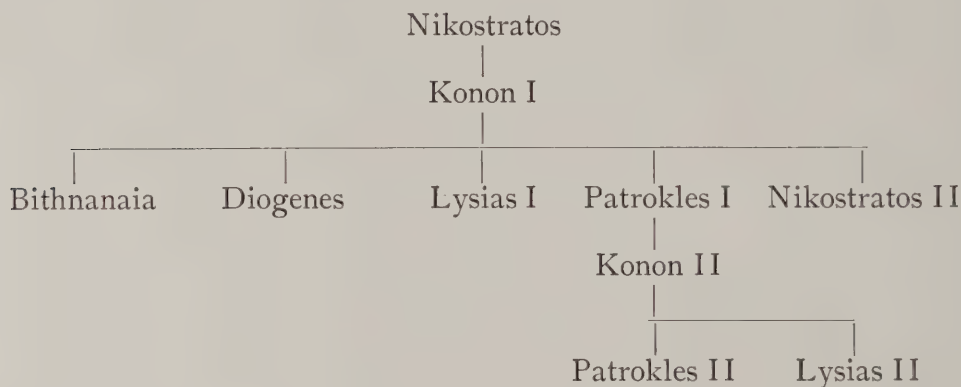 Nikostratos
Konon I
Bithnanaia Diogenes Lysias I Patrokles I Nikostratos II
Konon II
Patrokles II Lysias II